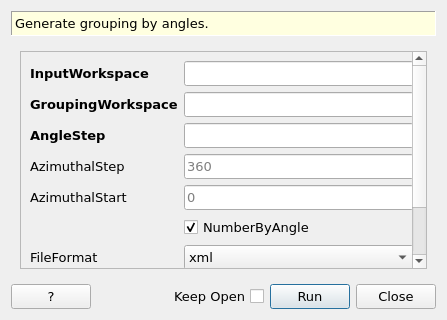 Generate grouping by angles.
InputWorkspace
GroupingWorkspace
AngleStep
AzimuthalStep 360
AzimuthalStart 0
NumberByAngle
FileFormat xml
? Keep Open Run Close